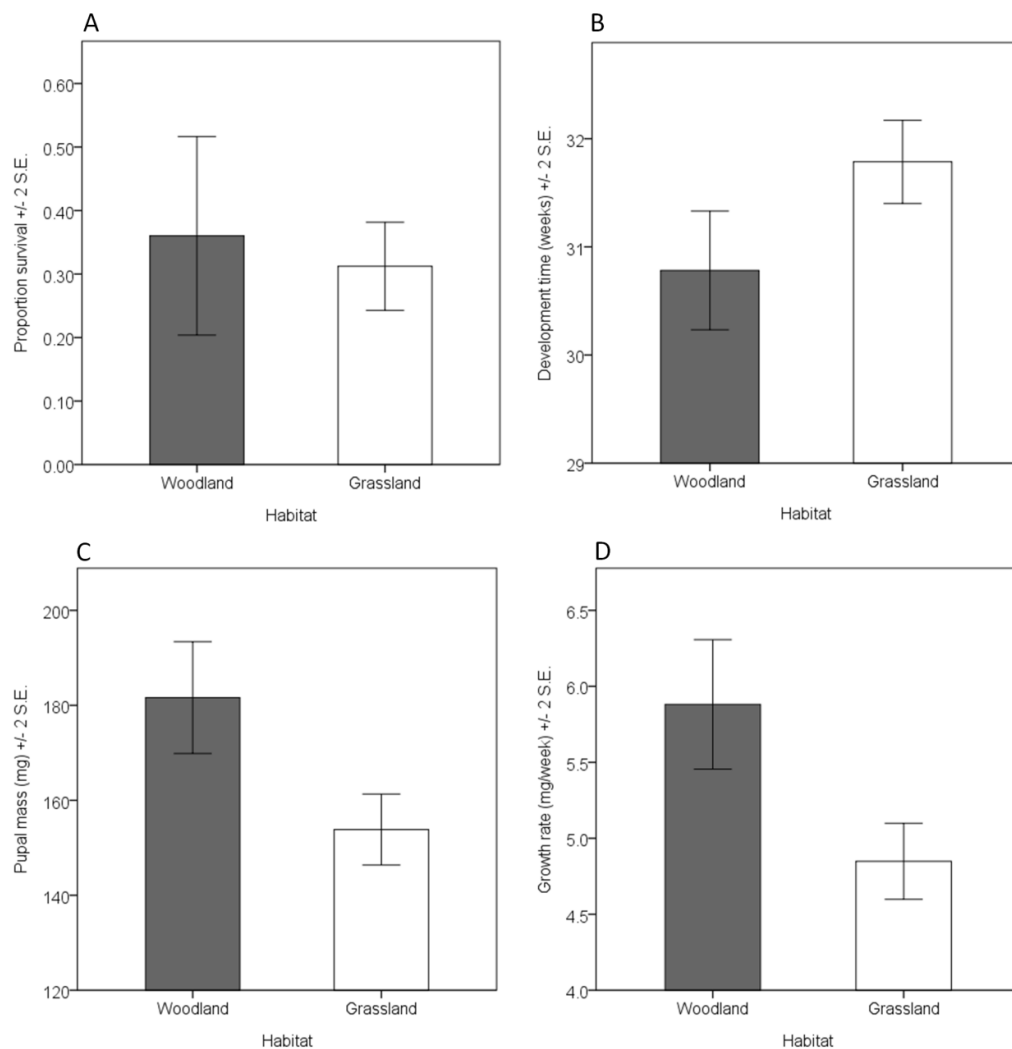 A
Proportion survival +/- 2 S.E.
0.60
0.50
0.40
0.30
0.20
0.10
0.00
Woodland
Grassland
Habitat
B
Development time (weeks) +/- 2 S.E.
32
31
30
29
Woodland
Grassland
Habitat
C
Pupal mass (mg) +/- 2 S.E.
200
180
160
140
120
Woodland
Grassland
Habitat
D
Growth rate (mg/week) +/- 2 S.E.
6.5
6.0
5.5
5.0
4.5
4.0
Woodland
Grassland
Habitat